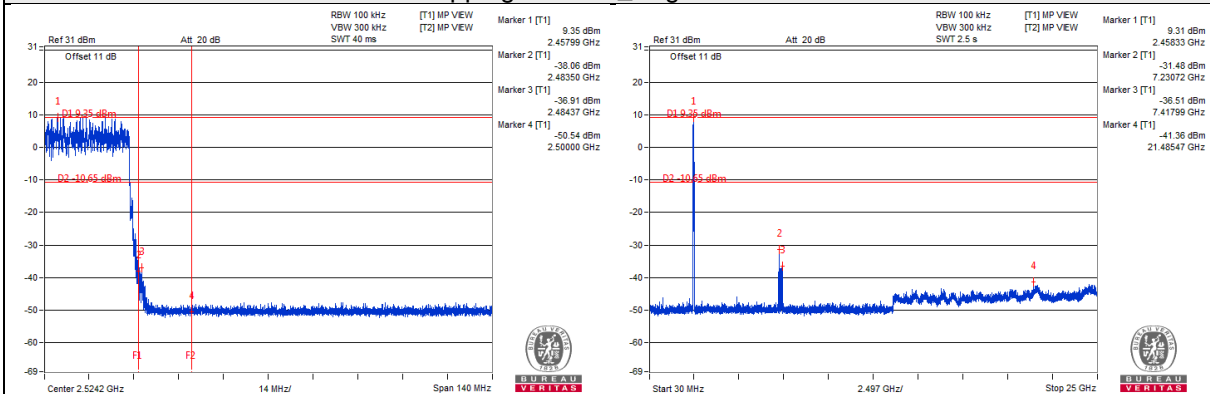 RBW 100 kHz [T1] MP VIEW
VBW 300 kHz [T2] MP VIEW
Ref 31 dBm Att 20 dB SWT 40 ms
Marker 1 [T1]
9.35 dBm
2.45799 GHz
Marker 2 [T1]
-38.06 dBm
2.48350 GHz
Marker 3 [T1]
-36.91 dBm
2.48437 GHz
Marker 4 [T1]
-50.54 dBm
2.50000 GHz
31
Offset 11 dB
20
1
10
D1 9.35 dBm
0
-10
D2 -10.65 dBm
-20
-30
3
-40
4
-50
-60
F1 F2
-69
Center 2.5242 GHz 14 MHz/ Span 140 MHz
BUREAU VERITAS
1828
BUREAU
VERITAS
RBW 100 kHz [T1] MP VIEW
VBW 300 kHz [T2] MP VIEW
Ref 31 dBm Att 20 dB SWT 2.5 s
Marker 1 [T1]
9.31 dBm
2.45833 GHz
Marker 2 [T1]
-31.48 dBm
7.23072 GHz
Marker 3 [T1]
-36.51 dBm
7.41799 GHz
Marker 4 [T1]
-41.36 dBm
21.48547 GHz
31
Offset 11 dB
20
1
10
D1 9.35 dBm
0
-10
D2 -10.65 dBm
-20
2
-30
3
4
-40
-50
-60
-69
Start 30 MHz 2.497 GHz/ Stop 25 GHz
BUREAU VERITAS
1828
BUREAU
VERITAS